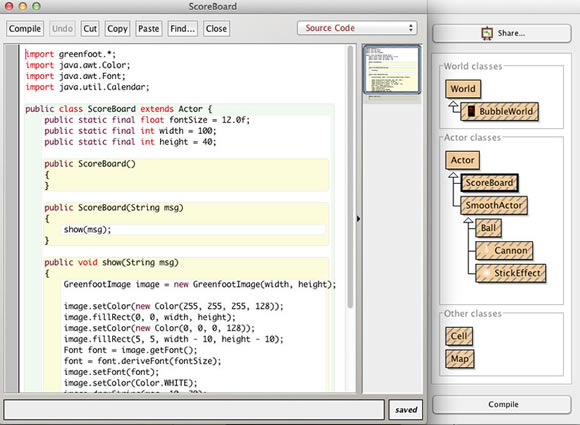 ScoreBoard
Compile Undo Cut Copy Paste Find... Close Source Code
import greenfoot.*;
import java.awt.Color;
import java.awt.Font;
import java.util.Calendar;
public class ScoreBoard extends Actor {
public static final float fontSize = 12.0f;
public static final int width = 100;
public static final int height = 40;
public ScoreBoard()
{
}
public ScoreBoard(String msg)
{
show(msg);
}
public void show(String msg)
{
GreenfootImage image = new GreenfootImage(width, height);
image.setColor(new Color(255, 255, 255, 128));
image.fillRect(0, 0, width, height);
image.setColor(new Color(0, 0, 0, 128));
image.fillRect(5, 5, width - 10, height - 10);
Font font = image.getFont();
font = font.deriveFont(fontSize);
image.setFont(font);
image.setColor(Color.WHITE);
saved
Share...
World classes
World
BubbleWorld
Actor classes
Actor
ScoreBoard
SmoothActor
Ball
Cannon
StickEffect
Other classes
Cell
Map
Compile